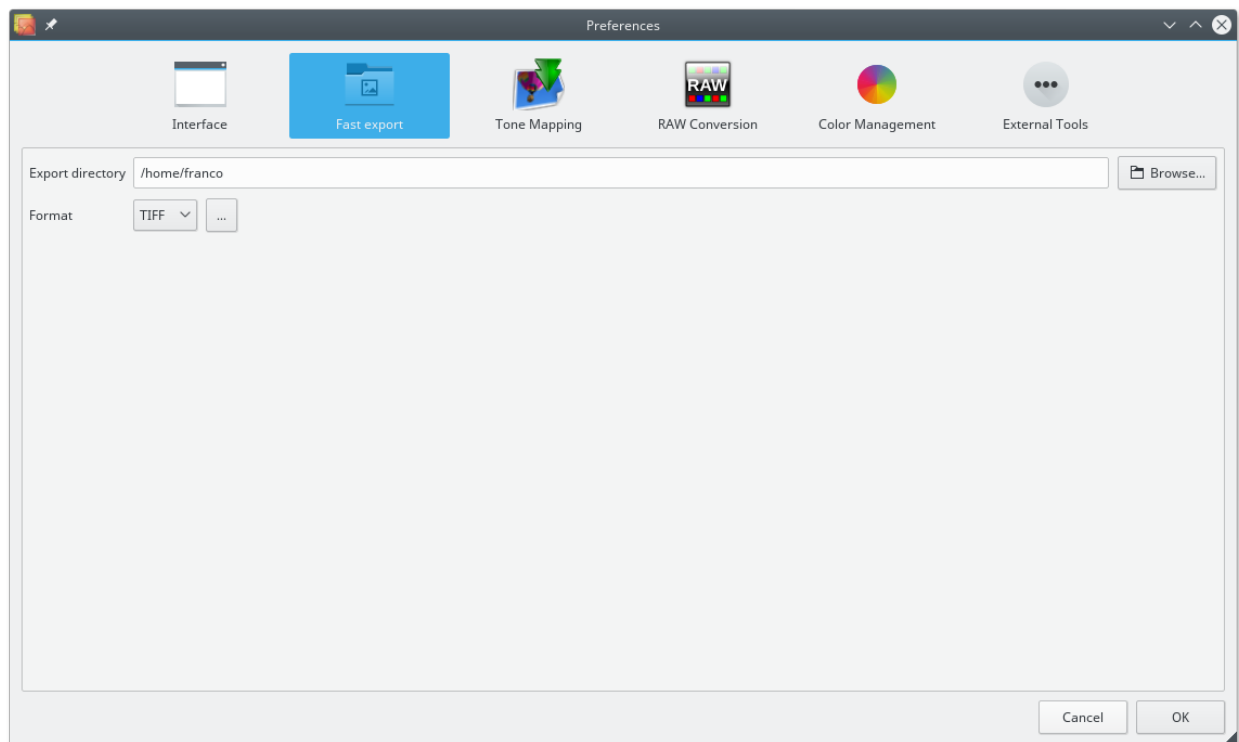 Preferences
Interface
Fast export
Tone Mapping
RAW
RAW Conversion
Color Management
External Tools
Export directory /home/franco Browse...
Format TIFF ...
Cancel OK